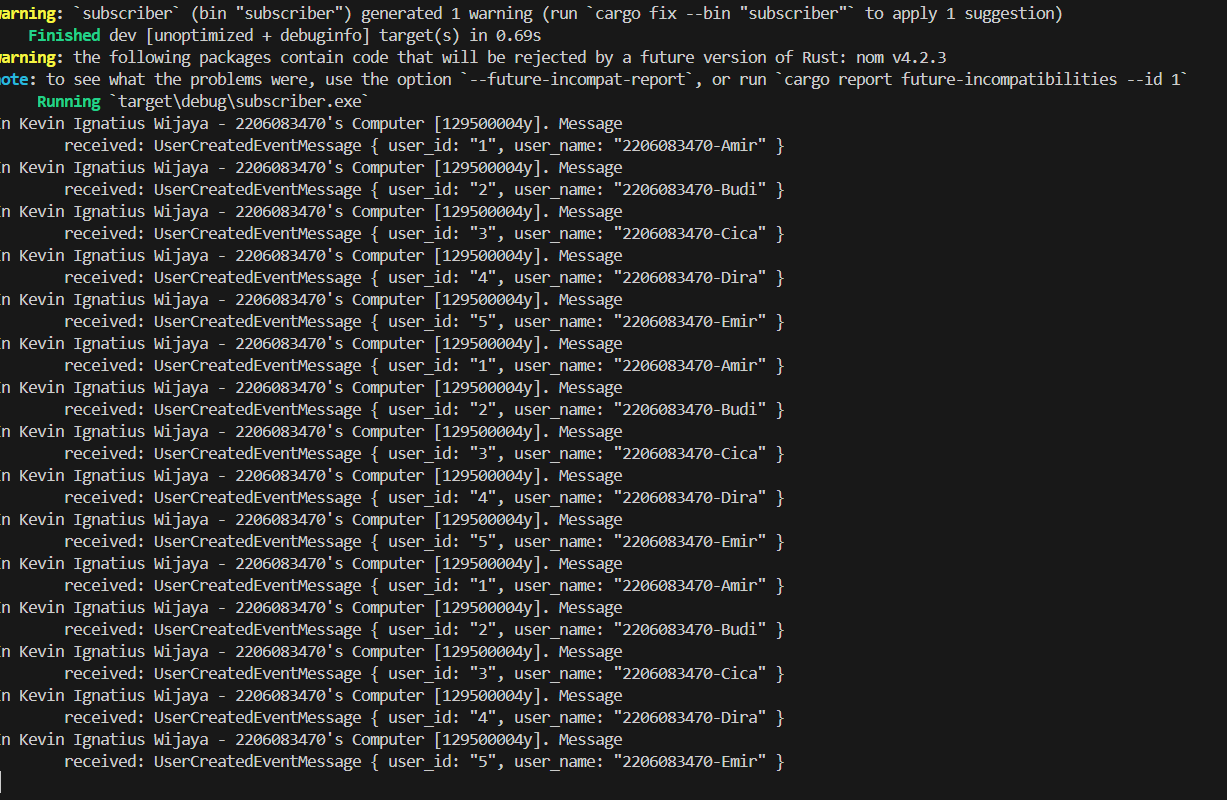 warning: `subscriber` (bin "subscriber") generated 1 warning (run `cargo fix --bin "subscriber"` to apply 1 suggestion)
Finished dev [unoptimized + debuginfo] target(s) in 0.69s
warning: the following packages contain code that will be rejected by a future version of Rust: nom v4.2.3
note: to see what the problems were, use the option `--future-incompat-report`, or run `cargo report future-incompatibilities --id 1`
Running `target\debug\subscriber.exe`
In Kevin Ignatius Wijaya - 2206083470's Computer [129500004y]. Message
received: UserCreatedEventMessage { user_id: "1", user_name: "2206083470-Amir" }
In Kevin Ignatius Wijaya - 2206083470's Computer [129500004y]. Message
received: UserCreatedEventMessage { user_id: "2", user_name: "2206083470-Budi" }
In Kevin Ignatius Wijaya - 2206083470's Computer [129500004y]. Message
received: UserCreatedEventMessage { user_id: "3", user_name: "2206083470-Cica" }
In Kevin Ignatius Wijaya - 2206083470's Computer [129500004y]. Message
received: UserCreatedEventMessage { user_id: "4", user_name: "2206083470-Dira" }
In Kevin Ignatius Wijaya - 2206083470's Computer [129500004y]. Message
received: UserCreatedEventMessage { user_id: "5", user_name: "2206083470-Emir" }
In Kevin Ignatius Wijaya - 2206083470's Computer [129500004y]. Message
received: UserCreatedEventMessage { user_id: "1", user_name: "2206083470-Amir" }
In Kevin Ignatius Wijaya - 2206083470's Computer [129500004y]. Message
received: UserCreatedEventMessage { user_id: "2", user_name: "2206083470-Budi" }
In Kevin Ignatius Wijaya - 2206083470's Computer [129500004y]. Message
received: UserCreatedEventMessage { user_id: "3", user_name: "2206083470-Cica" }
In Kevin Ignatius Wijaya - 2206083470's Computer [129500004y]. Message
received: UserCreatedEventMessage { user_id: "4", user_name: "2206083470-Dira" }
In Kevin Ignatius Wijaya - 2206083470's Computer [129500004y]. Message
received: UserCreatedEventMessage { user_id: "5", user_name: "2206083470-Emir" }
In Kevin Ignatius Wijaya - 2206083470's Computer [129500004y]. Message
received: UserCreatedEventMessage { user_id: "1", user_name: "2206083470-Amir" }
In Kevin Ignatius Wijaya - 2206083470's Computer [129500004y]. Message
received: UserCreatedEventMessage { user_id: "2", user_name: "2206083470-Budi" }
In Kevin Ignatius Wijaya - 2206083470's Computer [129500004y]. Message
received: UserCreatedEventMessage { user_id: "3", user_name: "2206083470-Cica" }
In Kevin Ignatius Wijaya - 2206083470's Computer [129500004y]. Message
received: UserCreatedEventMessage { user_id: "4", user_name: "2206083470-Dira" }
In Kevin Ignatius Wijaya - 2206083470's Computer [129500004y]. Message
received: UserCreatedEventMessage { user_id: "5", user_name: "2206083470-Emir" }